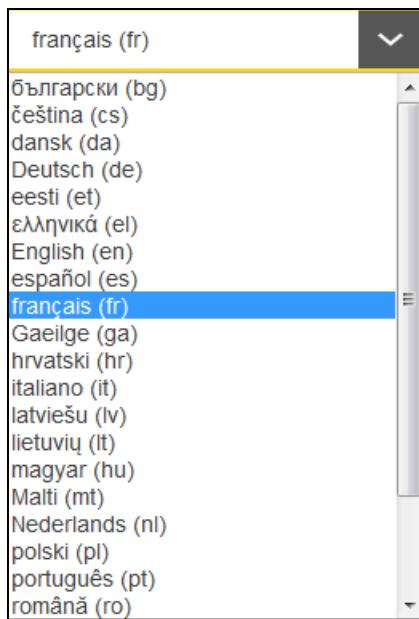 français (fr)
български (bg)
čeština (cs)
dansk (da)
Deutsch (de)
eesti (et)
ελληνικά (el)
English (en)
español (es)
français (fr)
Gaeilge (ga)
hrvatski (hr)
italiano (it)
latviešu (lv)
lietuvių (lt)
magyar (hu)
Malti (mt)
Nederlands (nl)
polski (pl)
português (pt)
română (ro)